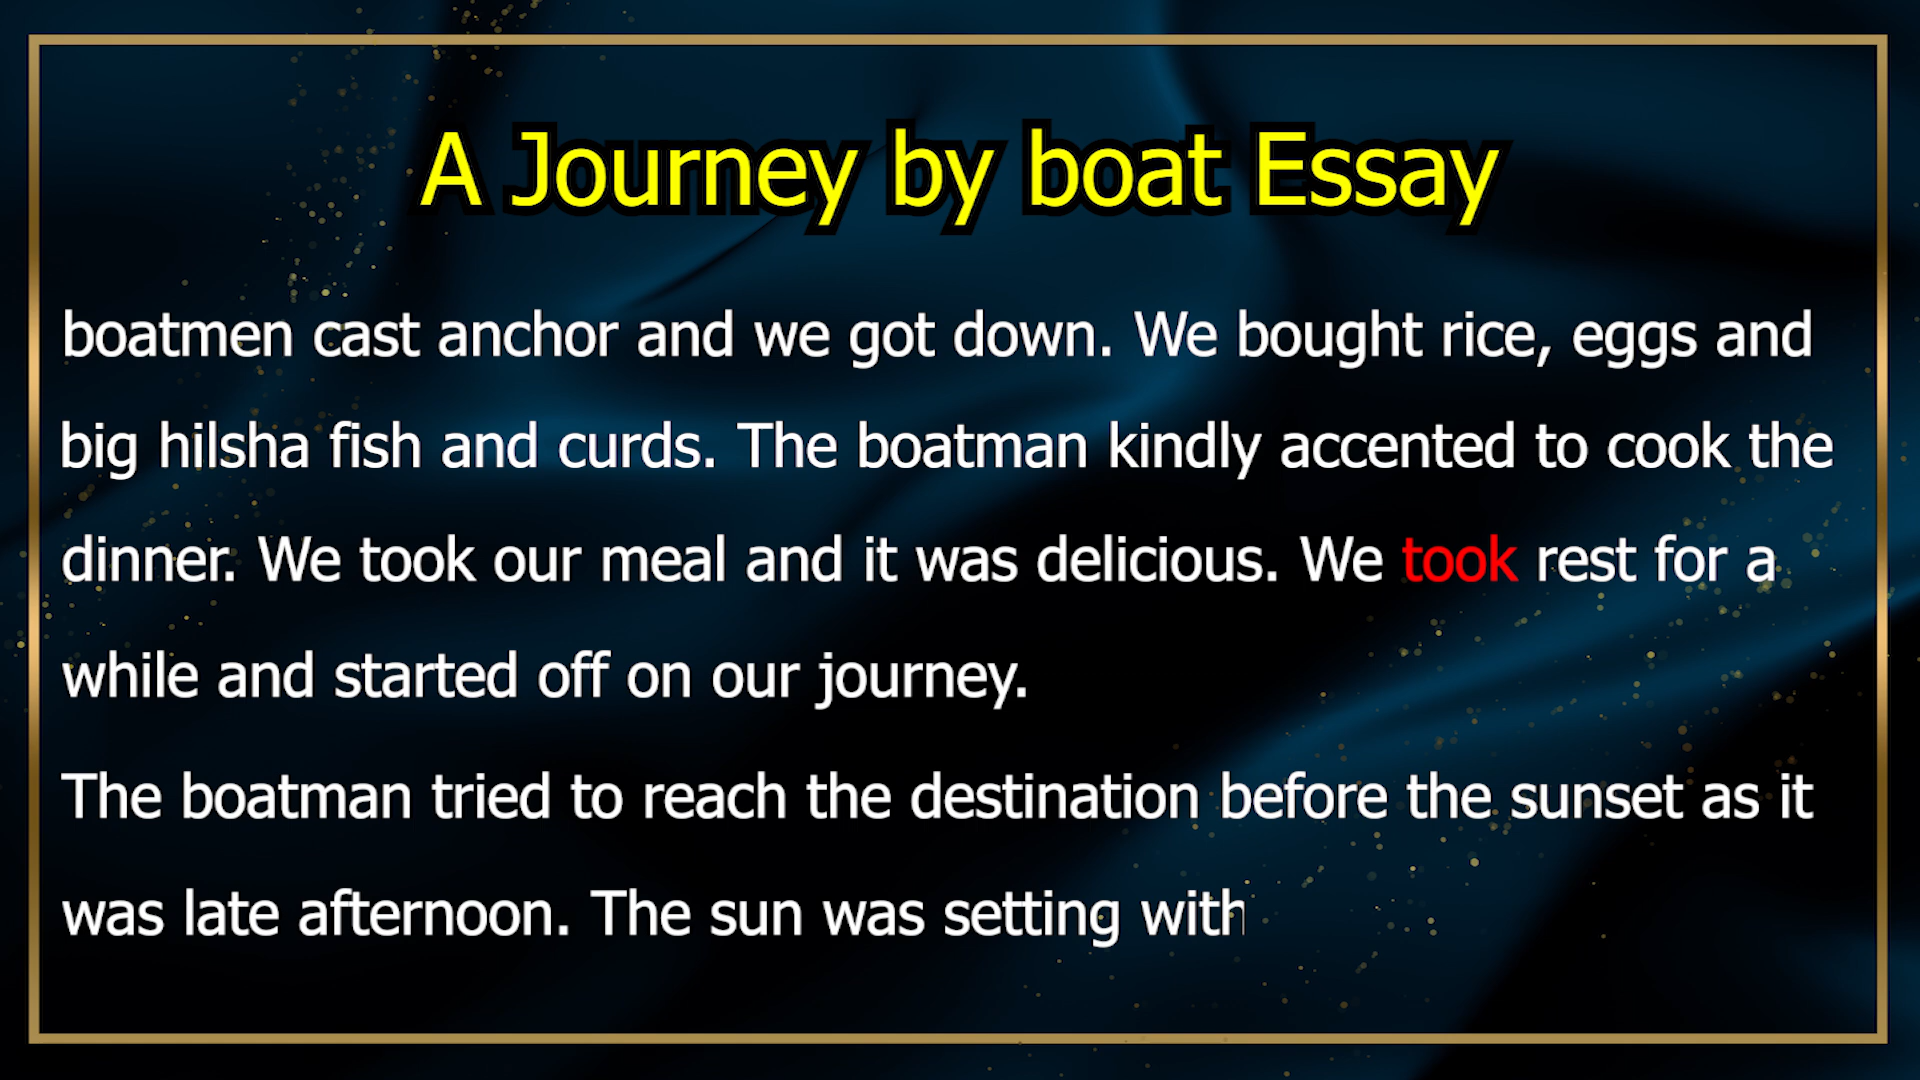 A Journey by boat Essay
boatmen cast anchor and we got down. We bought rice, eggs and
big hilsha fish and curds. The boatman kindly accented to cook the
dinner. We took our meal and it was delicious. We took rest for a
while and started off on our journey.
The boatman tried to reach the destination before the sunset as it
was late afternoon. The sun was setting with